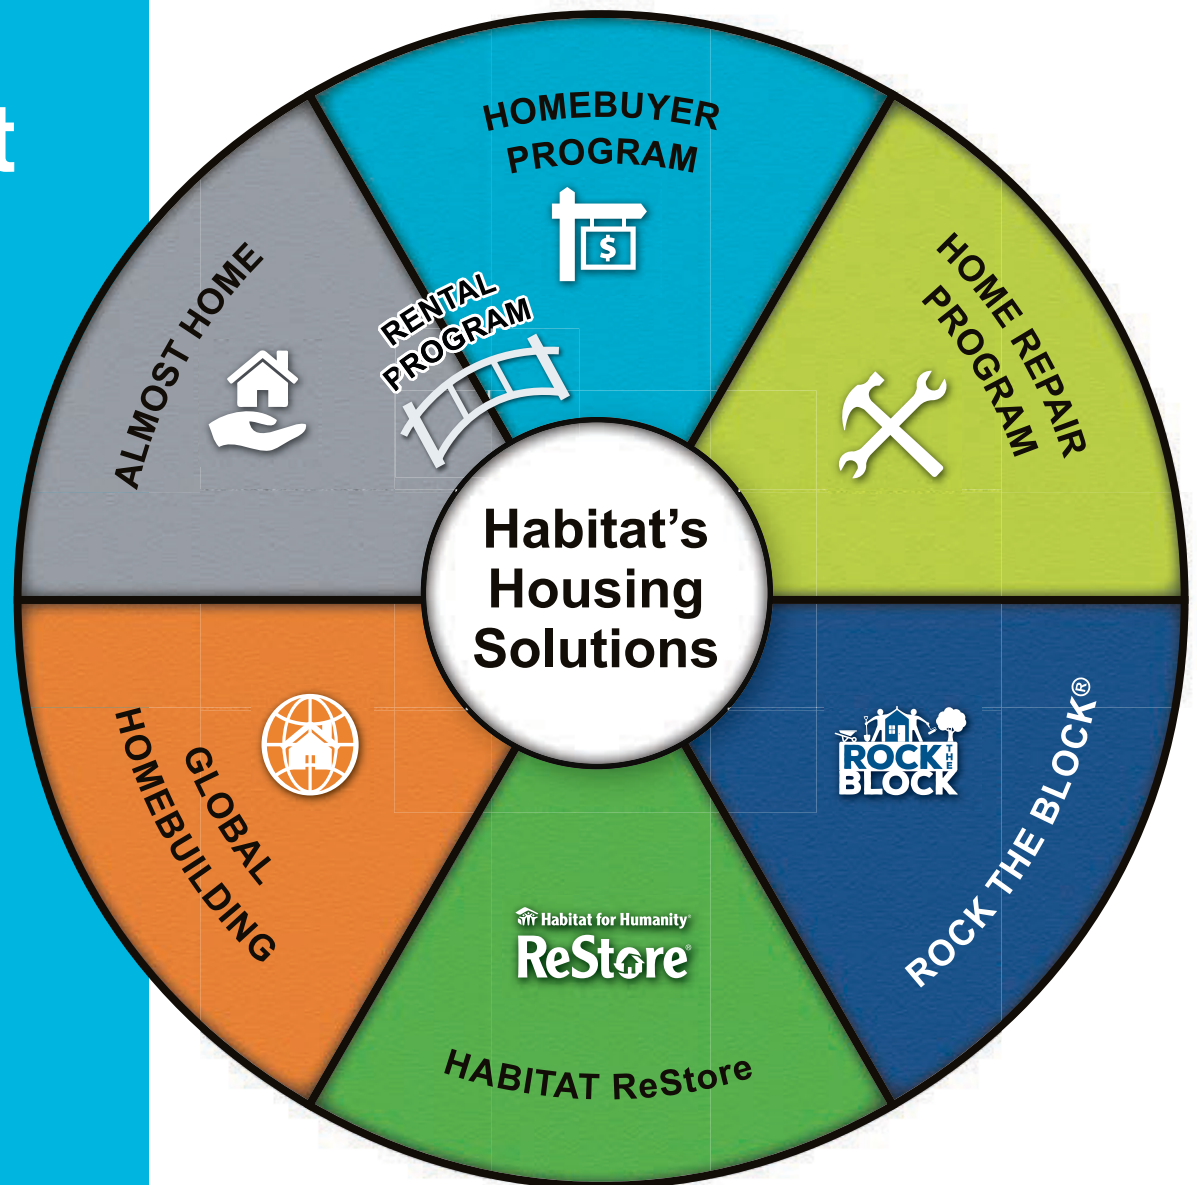 t
HOMEBUYER
PROGRAM
$
HOME REPAIR
PROGRAM
RENTAL
PROGRAM
ALMOST HOME
Habitat's
Housing
Solutions
ROCK THE
BLOCK
ROCK THE BLOCK®
GLOBAL
HOMEBUILDING
Habitat for Humanity®
ReStore®
HABITAT ReStore